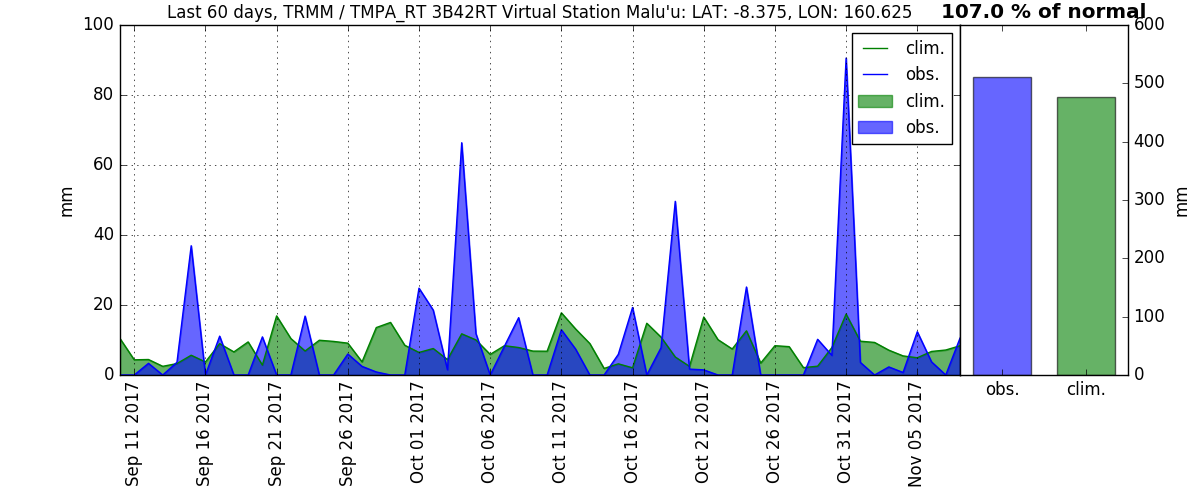 Last 60 days, TRMM / TMPA_RT 3B42RT Virtual Station Malu'u: LAT: -8.375, LON: 160.625
107.0 % of normal
100
80
60
40
20
0
mm
clim.
obs.
clim.
obs.
600
500
400
300
200
100
0
mm
Sep 11 2017
Sep 16 2017
Sep 21 2017
Sep 26 2017
Oct 01 2017
Oct 06 2017
Oct 11 2017
Oct 16 2017
Oct 21 2017
Oct 26 2017
Oct 31 2017
Nov 05 2017
obs.
clim.